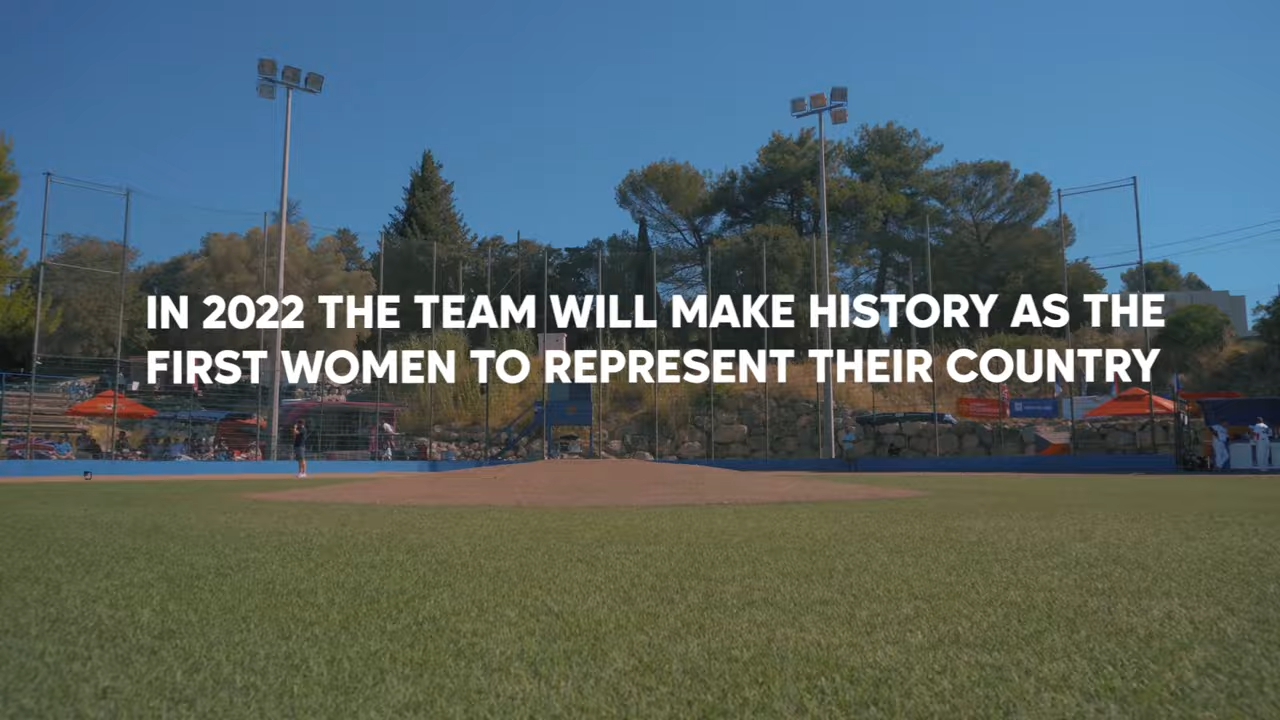 IN 2022 THE TEAM WILL MAKE HISTORY AS THE
FIRST WOMEN TO REPRESENT THEIR COUNTRY